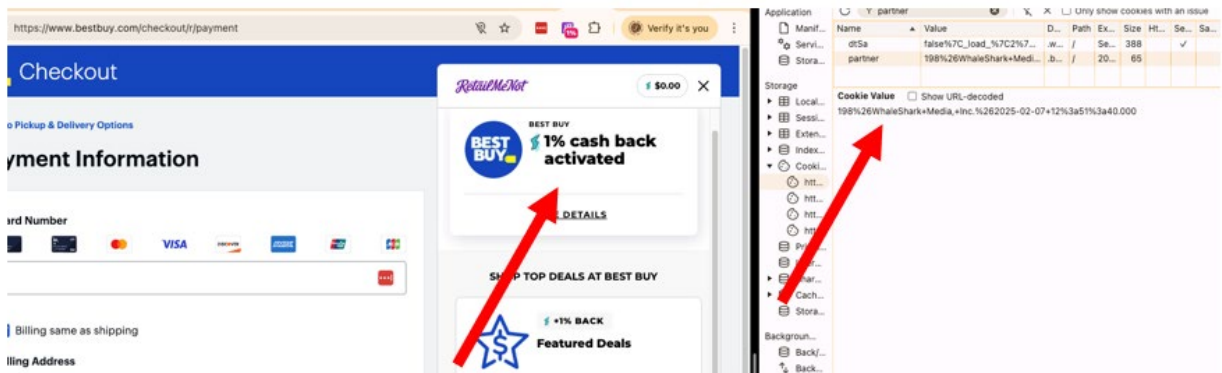 https://www.bestbuy.com/checkout/r/payment
Verify it's you
Checkout
o Pickup & Delivery Options
yment Information
ard Number
VISA
DISCOVER
Billing same as shipping
lling Address
RetailMeNot
$0.00
BEST BUY
BEST BUY
1% cash back activated
DETAILS
SHOP TOP DEALS AT BEST BUY
+1% BACK
Featured Deals
Application
Manif...
Servi...
Stora...
Storage
Local...
Sessi...
Exten...
Index...
Cooki...
htt...
htt...
htt...
htt...
Cach...
Stora...
Backgroun...
Back/...
Back...
partner
Only show cookies with an issue
Name Value D... Path Ex... Size Ht... Se... Sa...
dtSa false%7C_load_%7C2%7... .w... / Se... 388 ✓
partner 198%26WhaleShark+Medi... .b... / 20... 65
Cookie Value Show URL-decoded
198%26WhaleShark+Media,+Inc.%262025-02-07+12%3a51%3a40.000